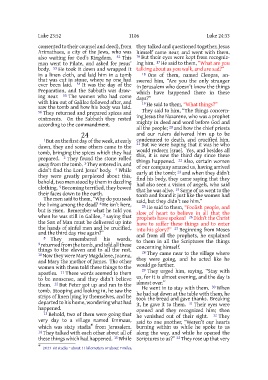 Luke 23:52 1106 Luke 24:33
consented to their counsel and deed), from
Arimathaea, a city of the Jews, who was
also waiting for God's Kingdom. 52 This
man went to Pilate, and asked for Jesus'
body. 53 He took it down and wrapped it
in a linen cloth, and laid him in a tomb
that was cut in stone, where no one had
ever been laid. 54 It was the day of the
Preparation, and the Sabbath was draw-
ing near. 55 The women who had come
with him out of Galilee followed after, and
saw the tomb and how his body was laid.
56 They returned and prepared spices and
ointments. On the Sabbath they rested
according to the commandment.
24
1 But on the first day of the week, at early
dawn, they and some others came to the
tomb, bringing the spices which they had
prepared. 2 They found the stone rolled
away from the tomb. 3 They entered in, and
didn't find the Lord Jesus' body. 4 While
they were greatly perplexed about this,
behold, two men stood by them in dazzling
clothing. 5 Becoming terrified, they bowed
their faces down to the earth.
The men said to them, "Why do you seek
the living among the dead? 6 He isn't here,
but is risen. Remember what he told you
when he was still in Galilee, 7 saying that
the Son of Man must be delivered up into
the hands of sinful men and be crucified,
and the third day rise again?"
8 They remembered his words,
9 returned from the tomb, and told all these
things to the eleven and to all the rest.
10 Now they were Mary Magdalene, Joanna,
and Mary the mother of James. The other
women with them told these things to the
apostles. 11 These words seemed to them
to be nonsense, and they didn't believe
them. 12 But Peter got up and ran to the
tomb. Stooping and looking in, he saw the
strips of linen lying by themselves, and he
departed to his home, wondering what had
happened.
13 Behold, two of them were going that
very day to a village named Emmaus,
which was sixty stadia* from Jerusalem.
14 They talked with each other about all of
these things which had happened. 15 While
they talked and questioned together, Jesus
himself came near, and went with them.
16 But their eyes were kept from recogniz-
ing him. 17 He said to them, "What are you
talking about as you walk, and are sad?"
18 One of them, named Cleopas, an-
swered him, "Are you the only stranger
in Jerusalem who doesn't know the things
which have happened there in these
days?"
19 He said to them, "What things?"
They said to him, "The things concern-
ing Jesus the Nazarene, who was a prophet
mighty in deed and word before God and
all the people; 20 and how the chief priests
and our rulers delivered him up to be
condemned to death, and crucified him.
21 But we were hoping that it was he who
would redeem Israel. Yes, and besides all
this, it is now the third day since these
things happened. 22 Also, certain women
of our company amazed us, having arrived
early at the tomb; 23 and when they didn't
find his body, they came saying that they
had also seen a vision of angels, who said
that he was alive. 24 Some of us went to the
tomb and found it just like the women had
said, but they didn't see him."
25 He said to them, "Foolish people, and
slow of heart to believe in all that the
prophets have spoken! 26 Didn't the Christ
have to suffer these things and to enter
into his glory?" 27 Beginning from Moses
and from all the prophets, he explained
to them in all the Scriptures the things
concerning himself.
28 They came near to the village where
they were going, and he acted like he
would go further.
29 They urged him, saying, "Stay with
us, for it is almost evening, and the day is
almost over."
He went in to stay with them. 30 When
he had sat down at the table with them, he
took the bread and gave thanks. Breaking
it, he gave it to them. 31 Their eyes were
opened and they recognized him; then
he vanished out of their sight. 32 They
said to one another, "Weren't our hearts
burning within us while he spoke to us
along the way, and while he opened the
Scriptures to us?" 33 They rose up that very